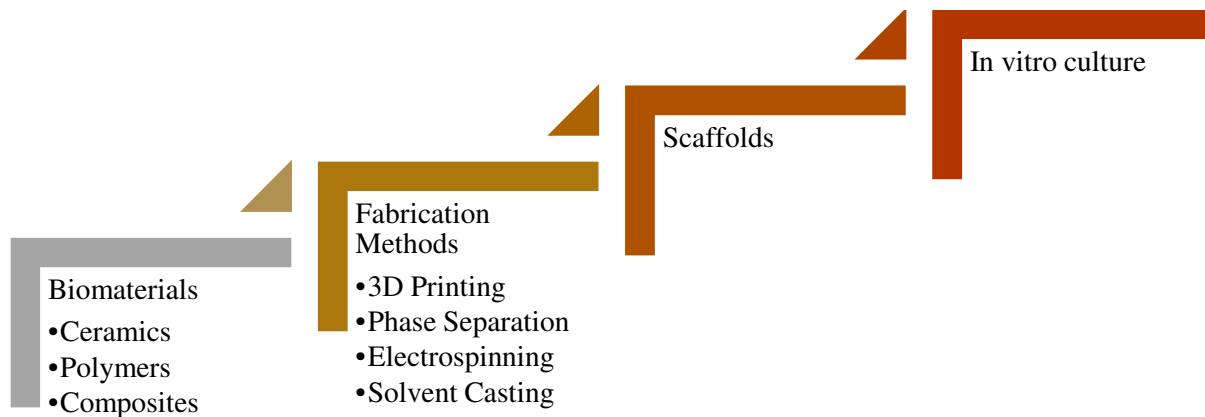 Biomaterials
•Ceramics
•Polymers
•Composites
Fabrication
Methods
•3D Printing
•Phase Separation
•Electrospinning
•Solvent Casting
Scaffolds
In vitro culture